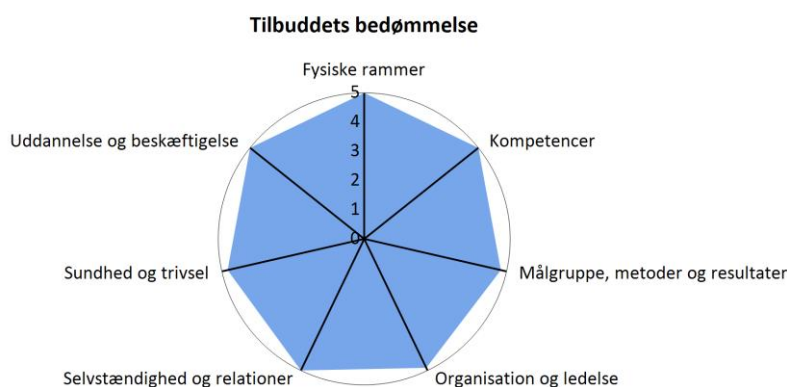 Tilbuddets bedømmelse
Fysiske rammer
5
4
3
2
1
0
Uddannelse og beskæftigelse
Kompetencer
Sundhed og trivsel
Målgruppe, metoder og resultater
Selvstændighed og relationer
Organisation og ledelse